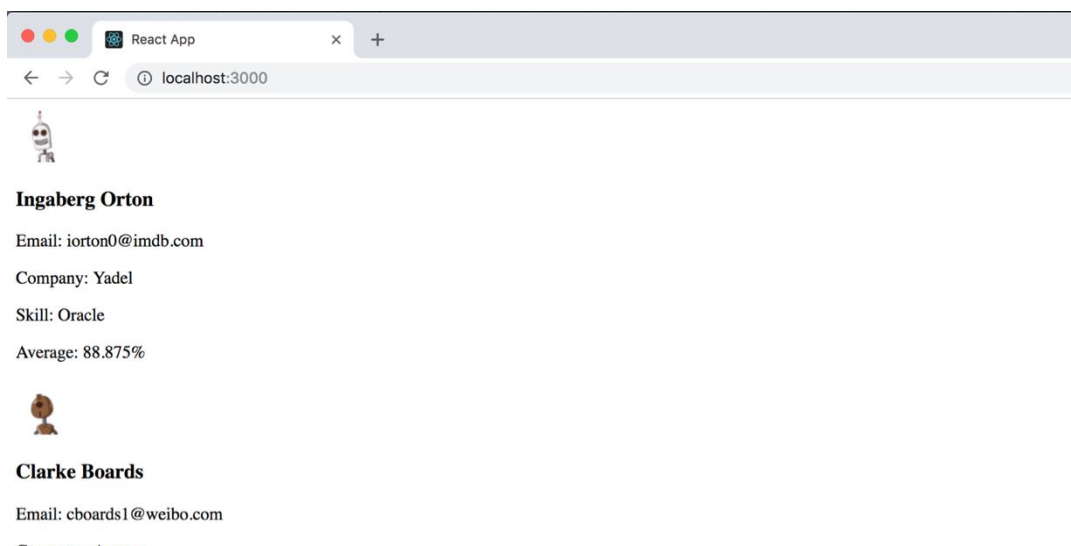 React App
localhost:3000
Ingaberg Orton
Email: iorton0@imdb.com
Company: Yadel
Skill: Oracle
Average: 88.875%
Clarke Boards
Email: cboards1@weibo.com